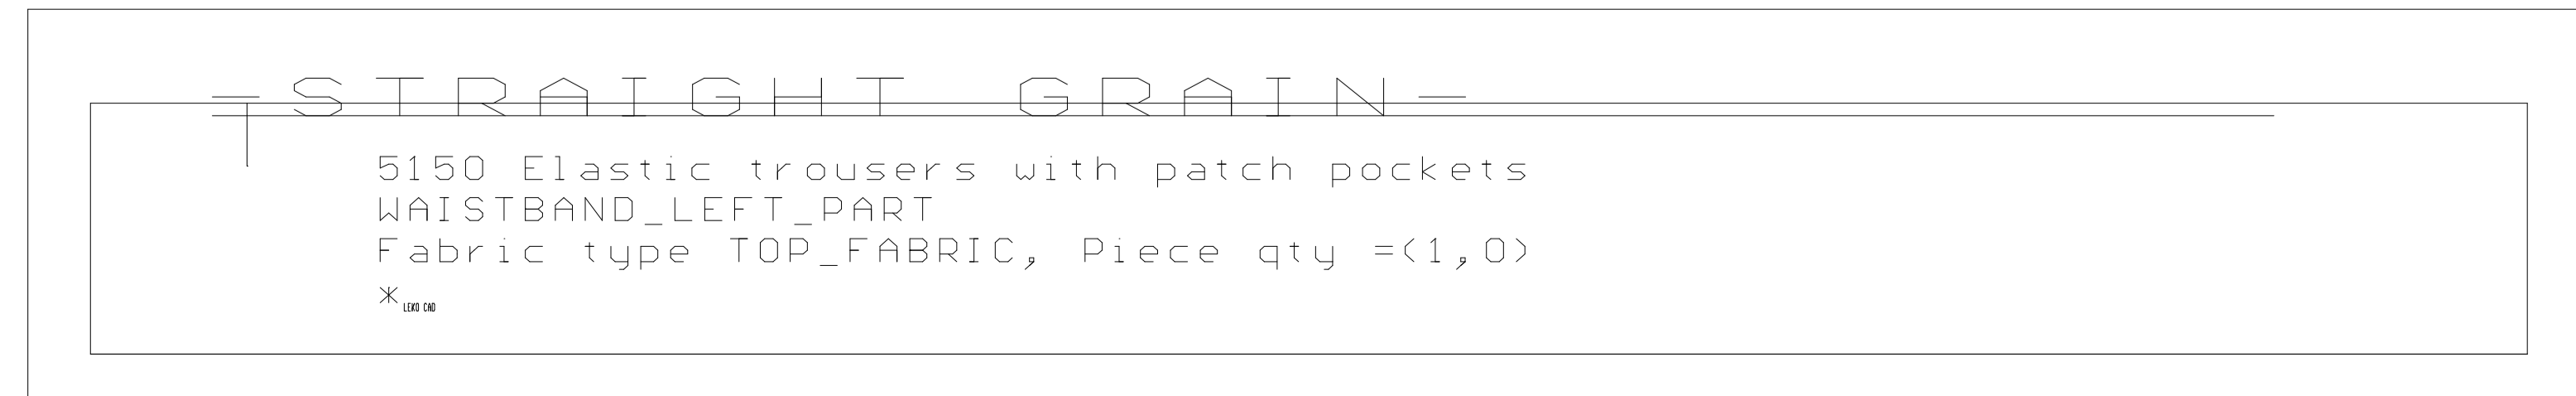 -STRAIGHT GRAIN-
5150 Elastic trousers with patch pockets
WAISTBAND_LEFT_PART
Fabric type TOP_FABRIC, Piece qty =(1,0)
*
LEKO CAD